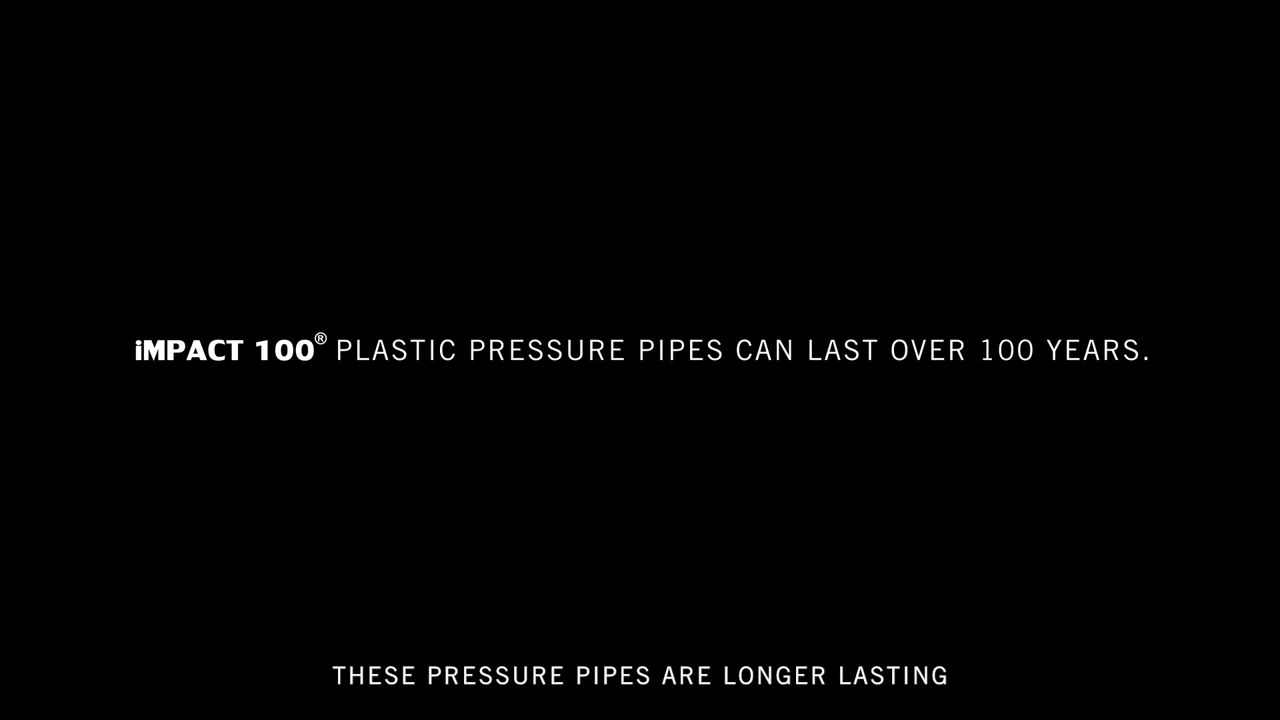 iMPACT 100® PLASTIC PRESSURE PIPES CAN LAST OVER 100 YEARS.
THESE PRESSURE PIPES ARE LONGER LASTING